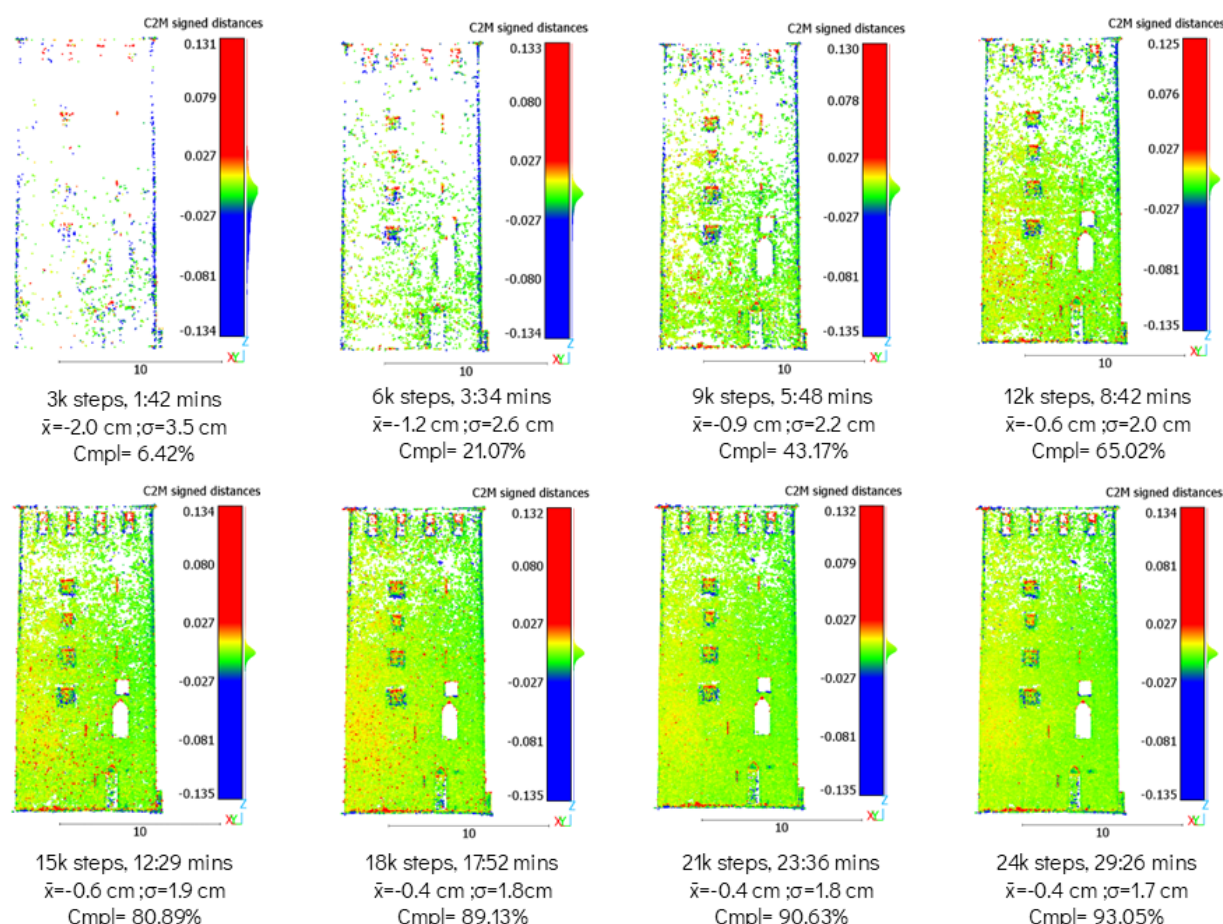 C2M signed distances
0.131
0.079
0.027
-0.027
-0.081
-0.134
10
X Y Z
3k steps, 1:42 mins
x̄=-2.0 cm ;σ=3.5 cm
Cmpl= 6.42%
C2M signed distances
0.133
0.080
0.027
-0.027
-0.080
-0.134
10
X Y Z
6k steps, 3:34 mins
x̄=-1.2 cm ;σ=2.6 cm
Cmpl= 21.07%
C2M signed distances
0.130
0.078
0.027
-0.027
-0.081
-0.135
10
X Y Z
9k steps, 5:48 mins
x̄=-0.9 cm ;σ=2.2 cm
Cmpl= 43.17%
C2M signed distances
0.125
0.076
0.027
-0.027
-0.081
-0.135
10
X Y Z
12k steps, 8:42 mins
x̄=-0.6 cm ;σ=2.0 cm
Cmpl= 65.02%
C2M signed distances
0.134
0.080
0.027
-0.027
-0.081
-0.135
10
X Y Z
15k steps, 12:29 mins
x̄=-0.6 cm ;σ=1.9 cm
Cmpl= 80.89%
C2M signed distances
0.132
0.080
0.027
-0.027
-0.081
-0.135
10
X Y Z
18k steps, 17:52 mins
x̄=-0.4 cm ;σ=1.8cm
Cmpl= 89.13%
C2M signed distances
0.132
0.079
0.027
-0.027
-0.081
-0.135
10
X Y Z
21k steps, 23:36 mins
x̄=-0.4 cm ;σ=1.8 cm
Cmpl= 90.63%
C2M signed distances
0.134
0.081
0.027
-0.027
-0.081
-0.135
10
X Y Z
24k steps, 29:26 mins
x̄=-0.4 cm ;σ=1.7 cm
Cmpl= 93.05%